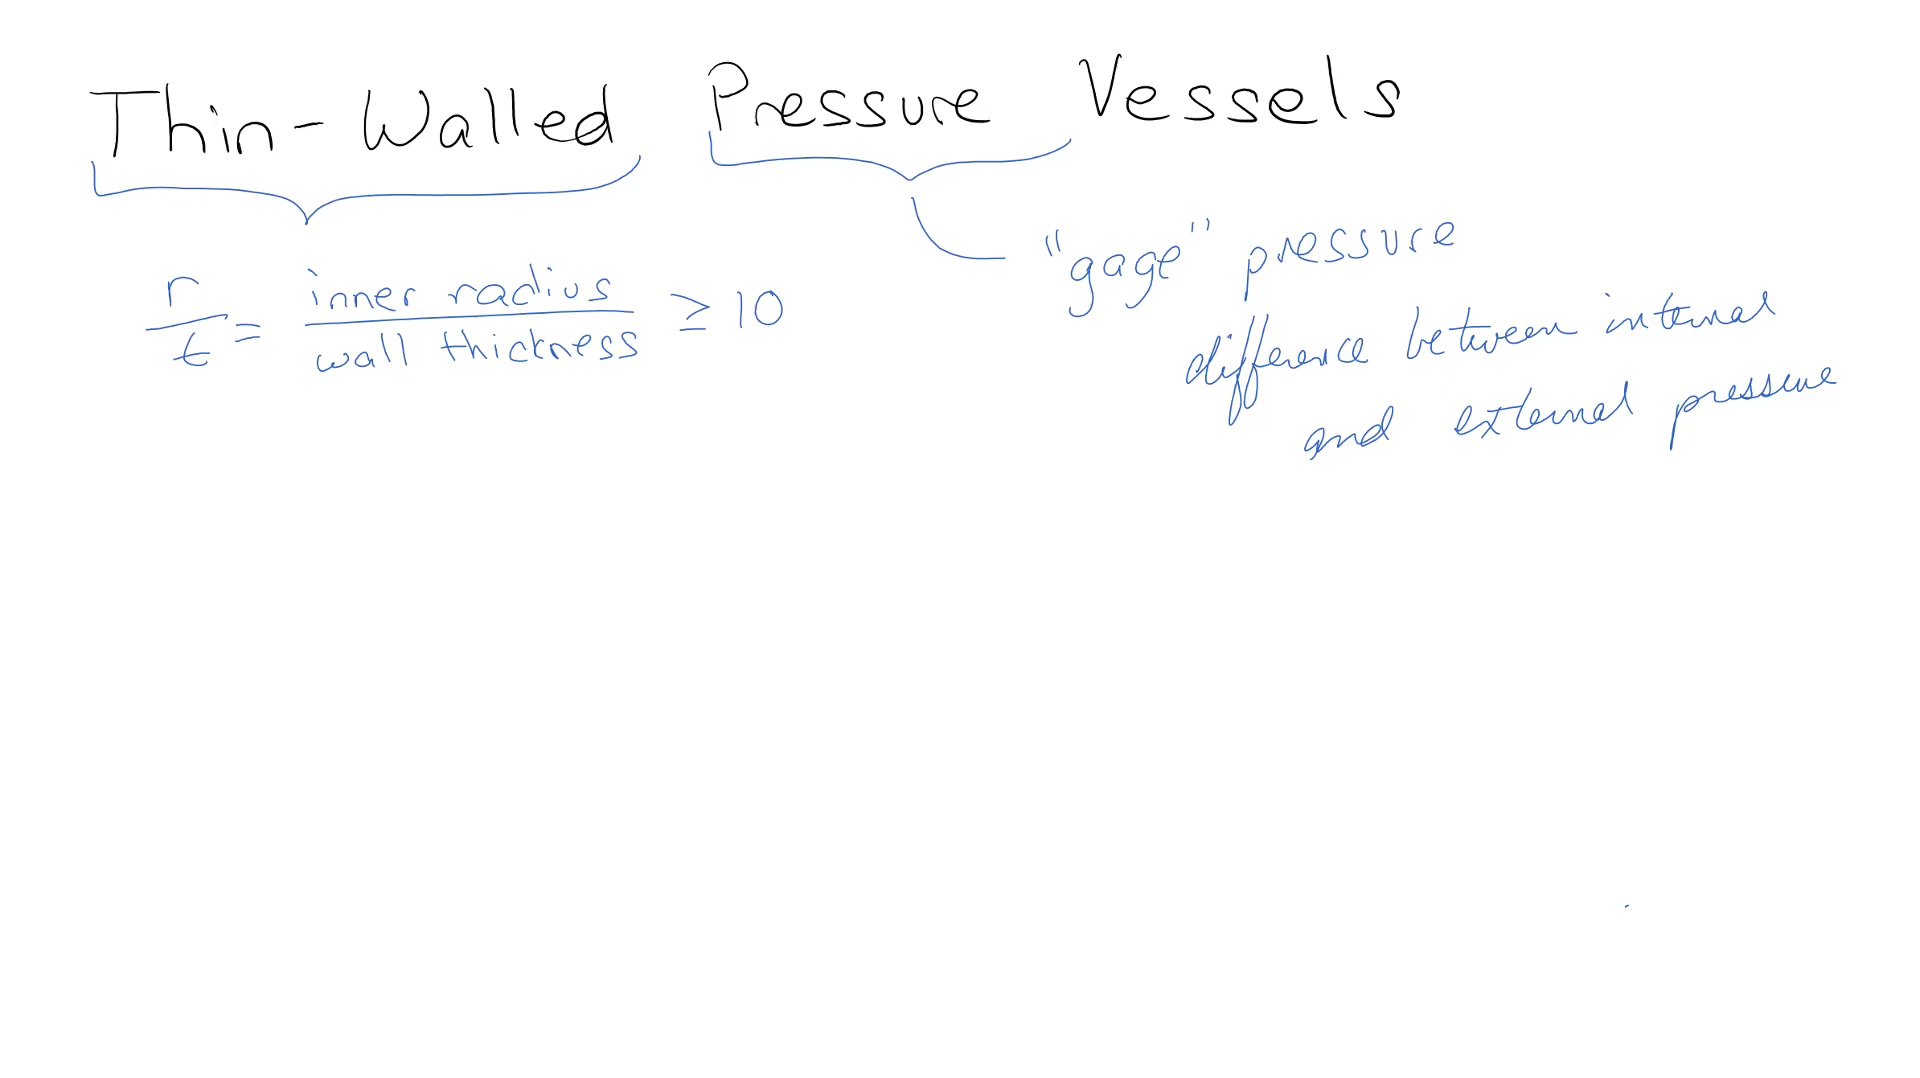 Thin-Walled Pressure Vessels
"gage" pressure
r/t = inner radius/wall thickness ≥ 10
difference between internal
and external pressure